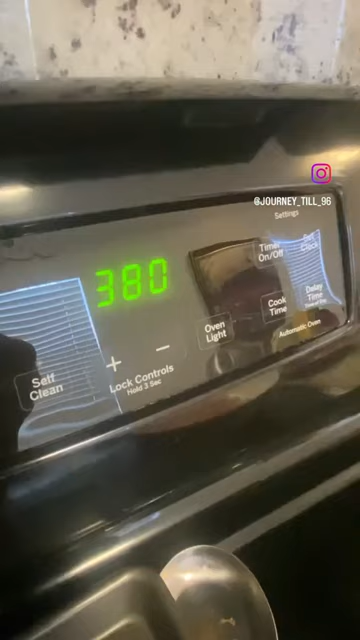 @JOURNEY_TILL_96
Settings
Timer
On/Off
Set
Clock
380
Cook
Time
Delay
Time
Oven
Light
Automatic Oven
+
−
Self
Clean
Lock Controls
Hold 3 Sec